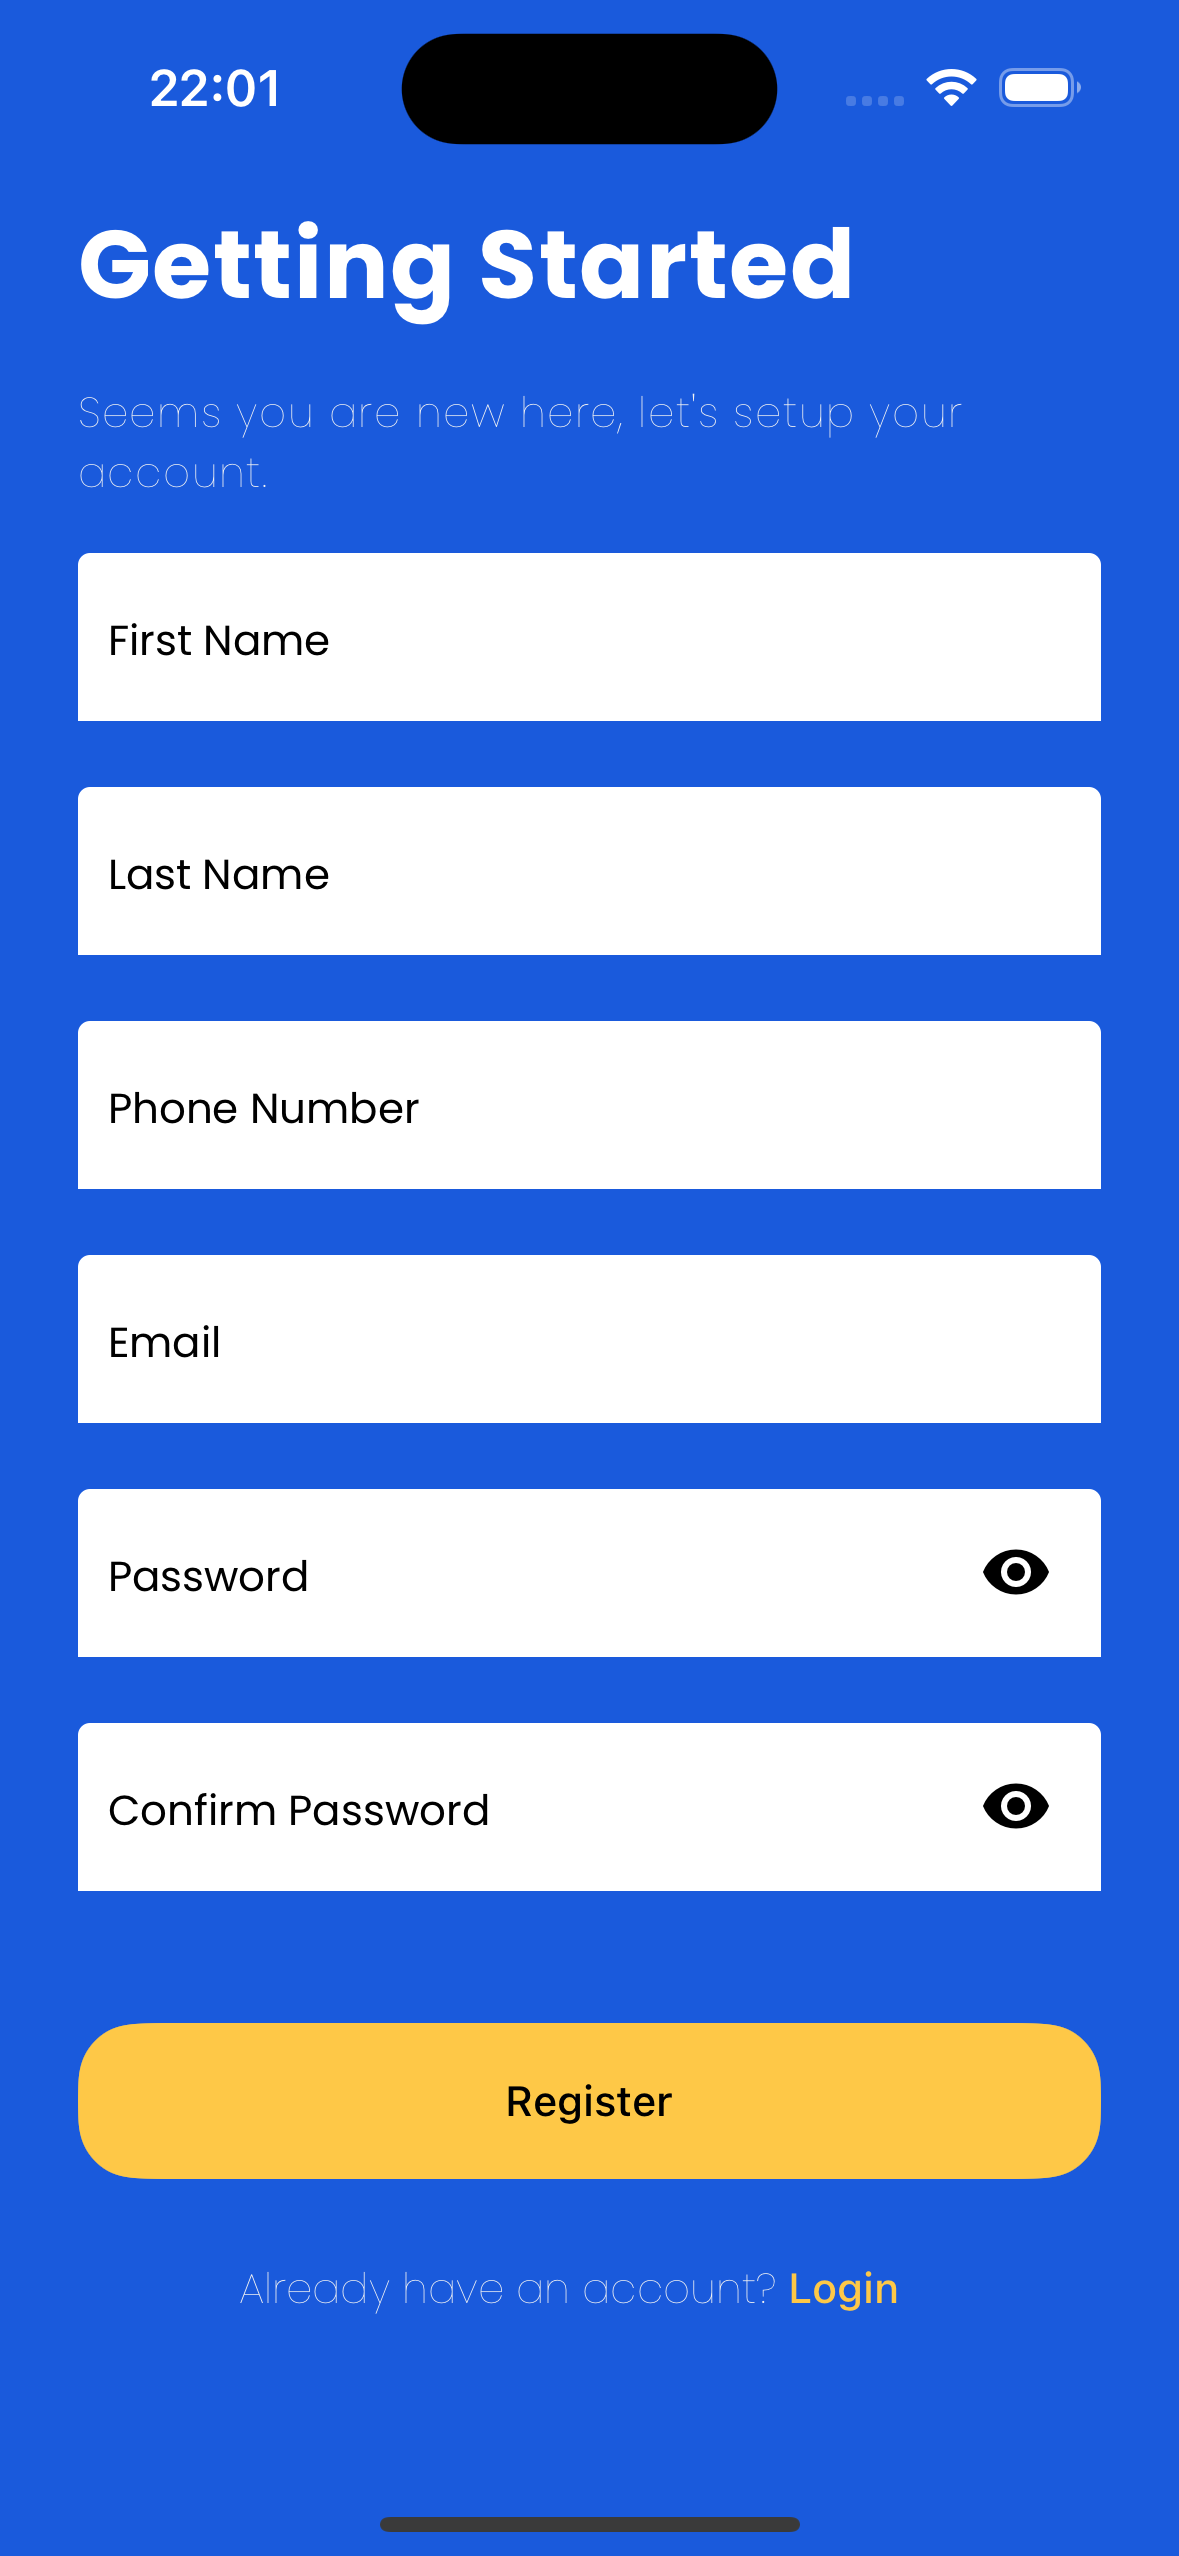 22:01
Getting Started
Seems you are new here, let's setup your
account.
First Name
Last Name
Phone Number
Email
Password
Confirm Password
Register
Already have an account? Login